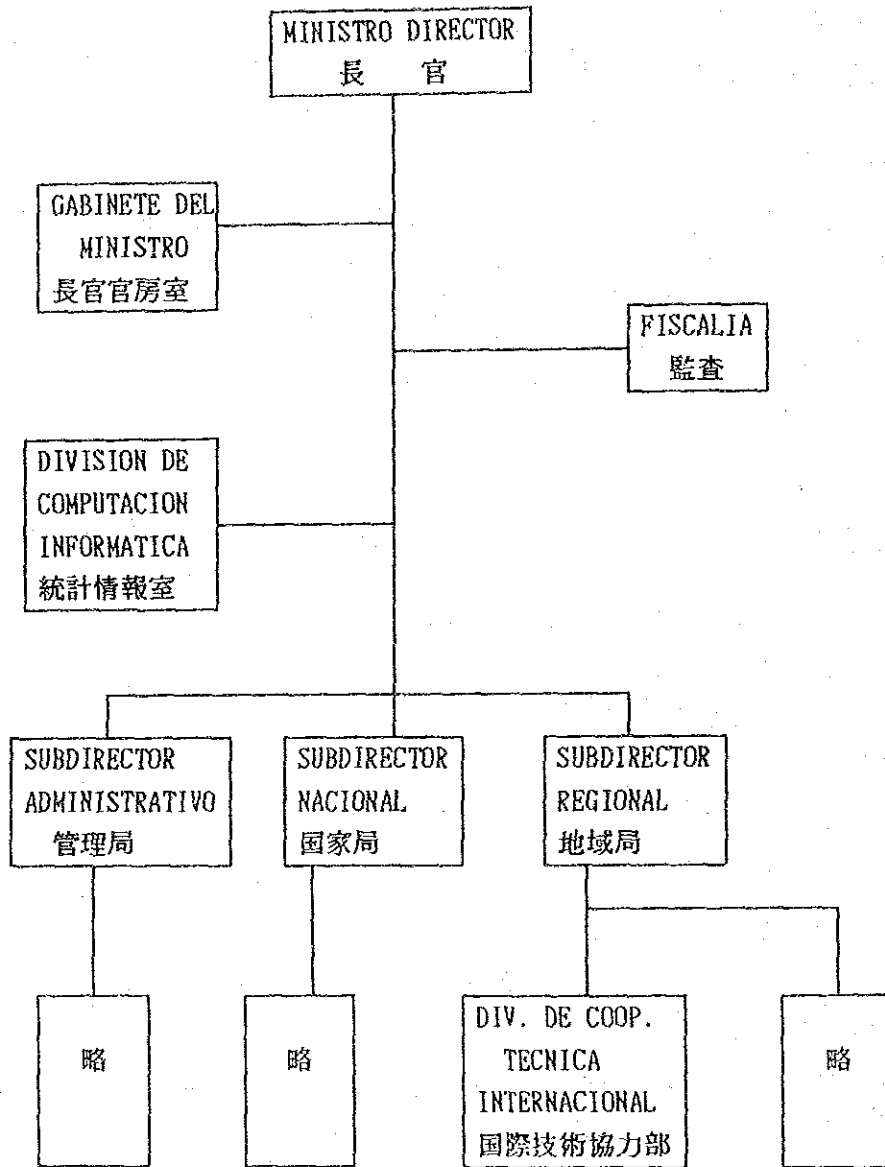 MINISTRO DIRECTOR
長 官
GABINETE DEL
MINISTRO
長官官房室
FISCALIA
監査
DIVISION DE
COMPUTACION
INFORMATICA
統計情報室
SUBDIRECTOR
ADMINISTRATIVO
管理局
SUBDIRECTOR
NACIONAL
国家局
SUBDIRECTOR
REGIONAL
地域局
略
略
DIV. DE COOP.
TECNICA
INTERNACIONAL
国際技術協力部
略